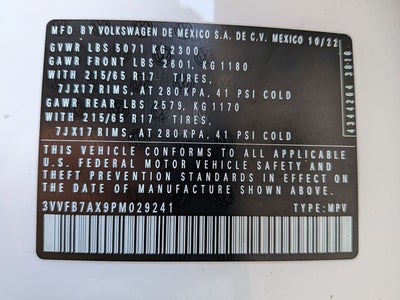 MFD BY VOLKSWAGEN DE MEXICO S.A. DE C.V. MEXICO 10/22
GVWR LBS 5071 KG 2300
GAWR FRONT LBS 2601, KG 1180
WITH 215/65 R17 TIRES,
7JX17 RIMS, AT 280 KPA, 41 PSI COLD
GAWR REAR LBS 2579, KG 1170
WITH 215/65 R17 TIRES,
7JX17 RIMS, AT 280 KPA, 41 PSI COLD
THIS VEHICLE CONFORMS TO ALL APPLICABLE
U.S. FEDERAL MOTOR VEHICLE SAFETY AND
THEFT PREVENTION STANDARDS IN EFFECT ON
THE DATE OF MANUFACTURE SHOWN ABOVE.
3VVFB7AX9PM029241 TYPE: MPV
4344204 3816